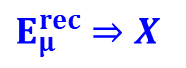 E_μ^rec ⇒ X